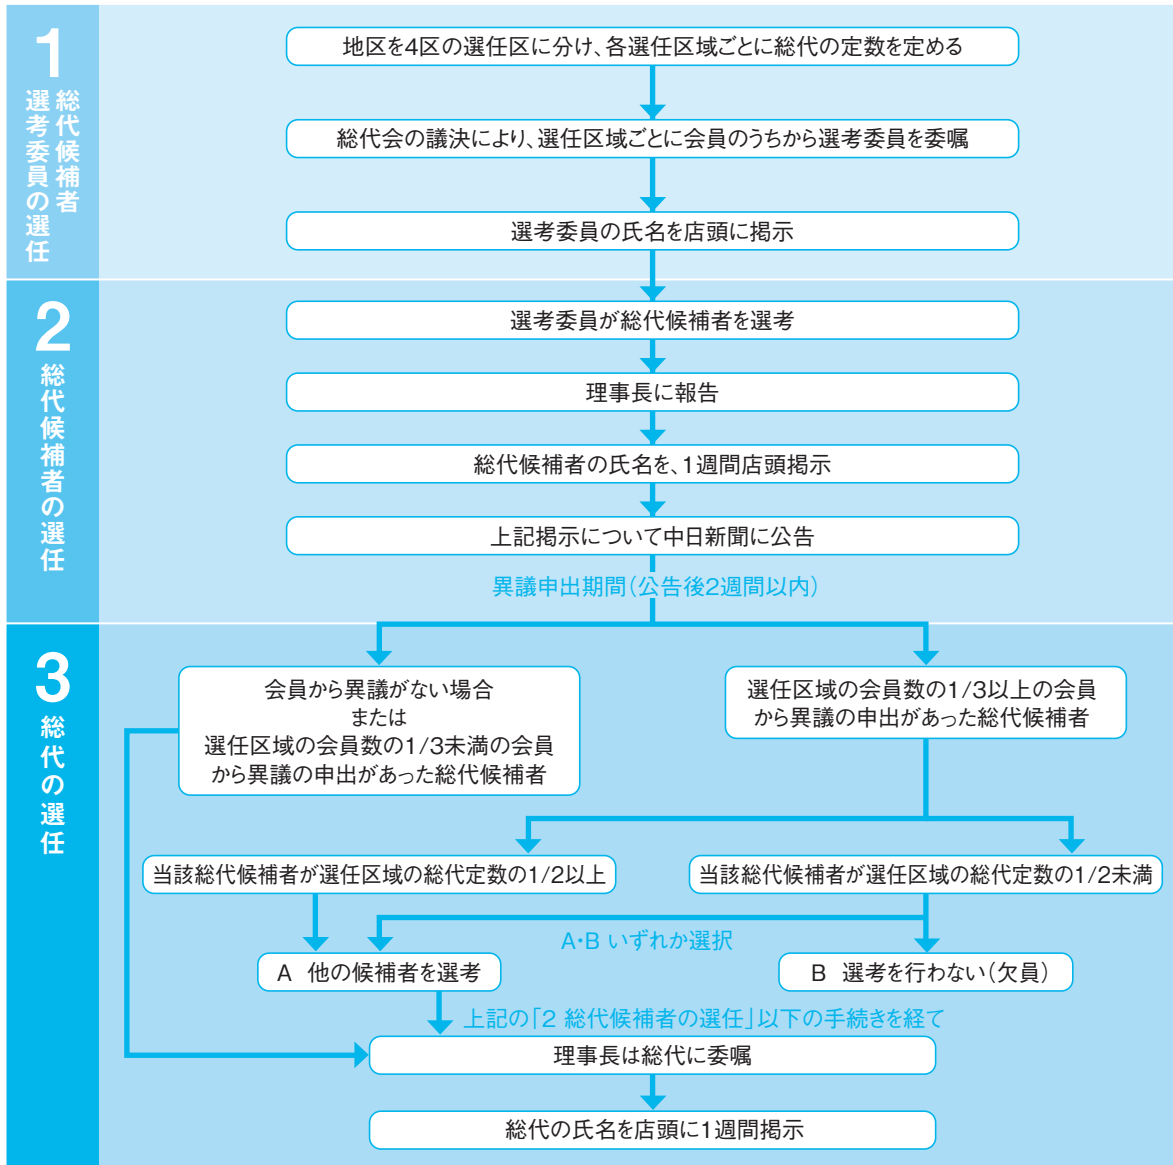 1
総代候補者
選考委員の選任
地区を4区の選任区に分け、各選任区域ごとに総代の定数を定める
総代会の議決により、選任区域ごとに会員のうちから選考委員を委嘱
選考委員の氏名を店頭に掲示
2
総代候補者の選任
選考委員が総代候補者を選考
理事長に報告
総代候補者の氏名を、1週間店頭掲示
上記掲示について中日新聞に公告
異議申出期間(公告後2週間以内)
3
総代の選任
会員から異議がない場合
または
選任区域の会員数の1/3未満の会員
から異議の申出があった総代候補者
選任区域の会員数の1/3以上の会員
から異議の申出があった総代候補者
当該総代候補者が選任区域の総代定数の1/2以上
当該総代候補者が選任区域の総代定数の1/2未満
A・B いずれか選択
A 他の候補者を選考
B 選考を行わない(欠員)
上記の「2 総代候補者の選任」以下の手続きを経て
理事長は総代に委嘱
総代の氏名を店頭に1週間掲示